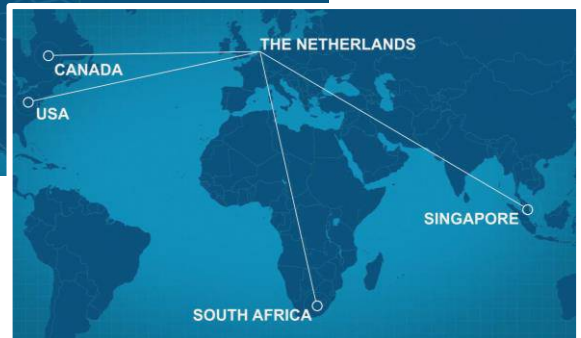 THE NETHERLANDS
CANADA
USA
SINGAPORE
SOUTH AFRICA